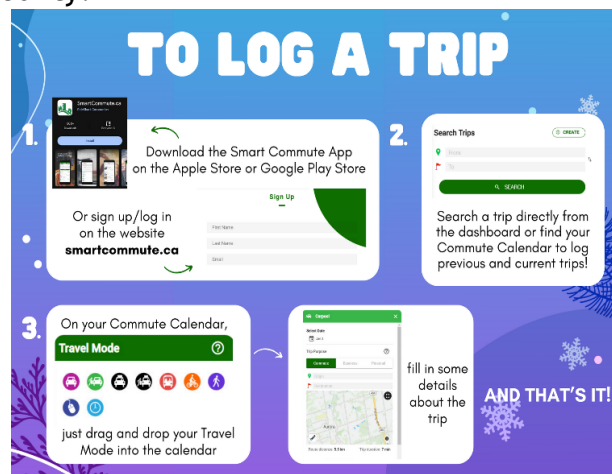 TO LOG A TRIP
1.
SmartCommute.ca
Install
Download the Smart Commute App
on the Apple Store or Google Play Store
Or sign up/log in
on the website
smartcommute.ca
Sign Up
First Name
Last Name
Email
2.
Search Trips
CREATE
From
To
SEARCH
Search a trip directly from
the dashboard or find your
Commute Calendar to log
previous and current trips!
3.
On your Commute Calendar,
Travel Mode
?
just drag and drop your Travel
Mode into the calendar
Carpool
Trip Purpose
?
Commute
Business
Personal
Aurora
fill in some
details
about the
trip
AND THAT'S IT!